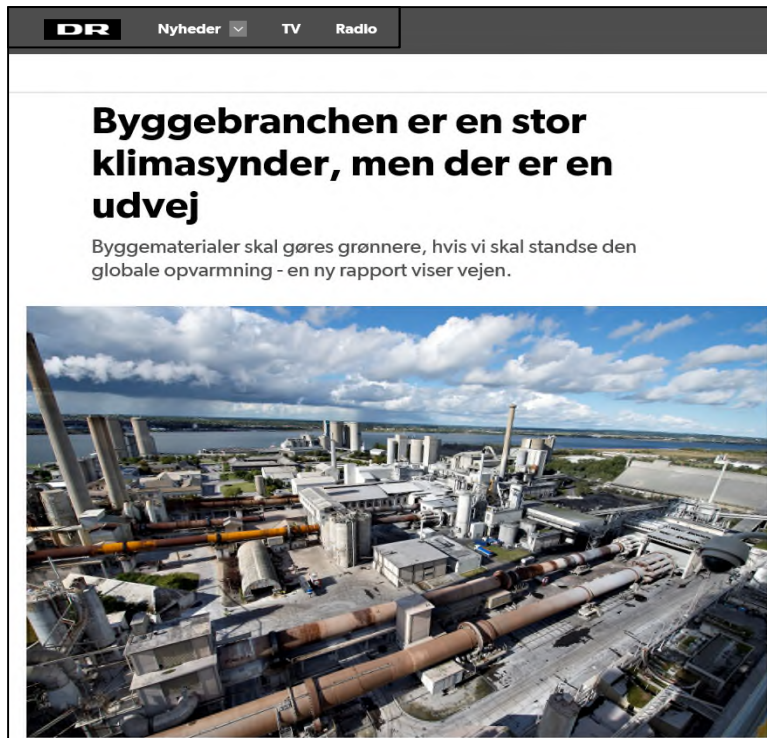 DR Nyheder TV Radio
Byggebranchen er en stor
klimasynder, men der er en
udvej
Byggematerialer skal gøres grønnere, hvis vi skal standse den
globale opvarmning - en ny rapport viser vejen.